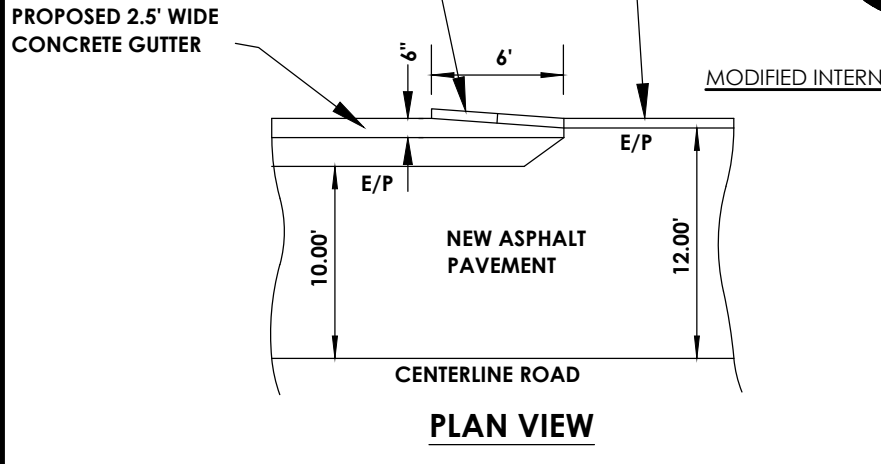 PROPOSED 2.5' WIDE
CONCRETE GUTTER
6"
6'
MODIFIED INTERN
E/P
E/P
10.00'
NEW ASPHALT
PAVEMENT
12.00'
CENTERLINE ROAD
PLAN VIEW